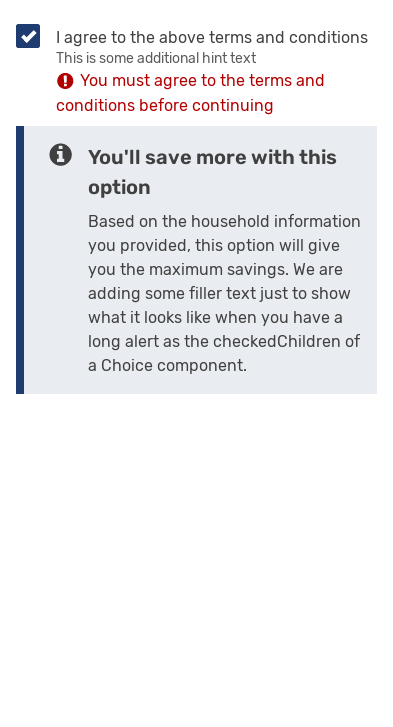 I agree to the above terms and conditions
This is some additional hint text
You must agree to the terms and
conditions before continuing
You'll save more with this
option
Based on the household information
you provided, this option will give
you the maximum savings. We are
adding some filler text just to show
what it looks like when you have a
long alert as the checkedChildren of
a Choice component.